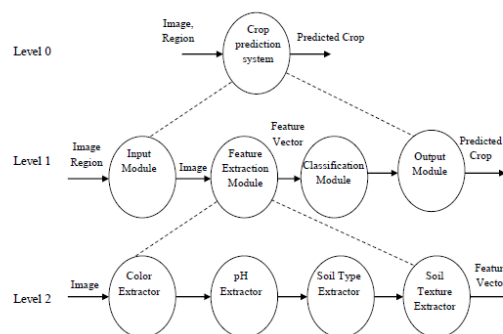 Level 0
Image,
Region
Crop
prediction
system
Predicted Crop
Level 1
Image
Region
Input
Module
Image
Feature
Extraction
Module
Feature
Vector
Classification
Module
Output
Module
Predicted
Crop
Level 2
Image
Color
Extractor
pH
Extractor
Soil Type
Extractor
Soil
Texture
Extractor
Feature
Vecto